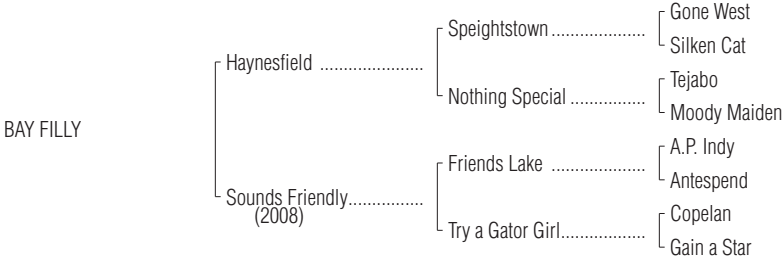 Gone West
Speightstown ....................
Silken Cat
Haynesfield ......................
Tejabo
Nothing Special ................
Moody Maiden
BAY FILLY
A.P. Indy
Friends Lake ....................
Antespend
Sounds Friendly................
(2008)
Copelan
Try a Gator Girl..................
Gain a Star